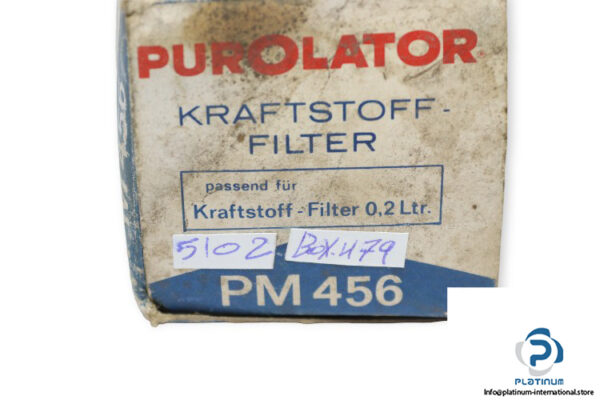 PUROLATOR
KRAFTSTOFF-
FILTER
passend für
Kraftstoff-Filter 0,2 Ltr.
5102
Box.479
PM 456
PLATINUM
Info@platinum-international.store